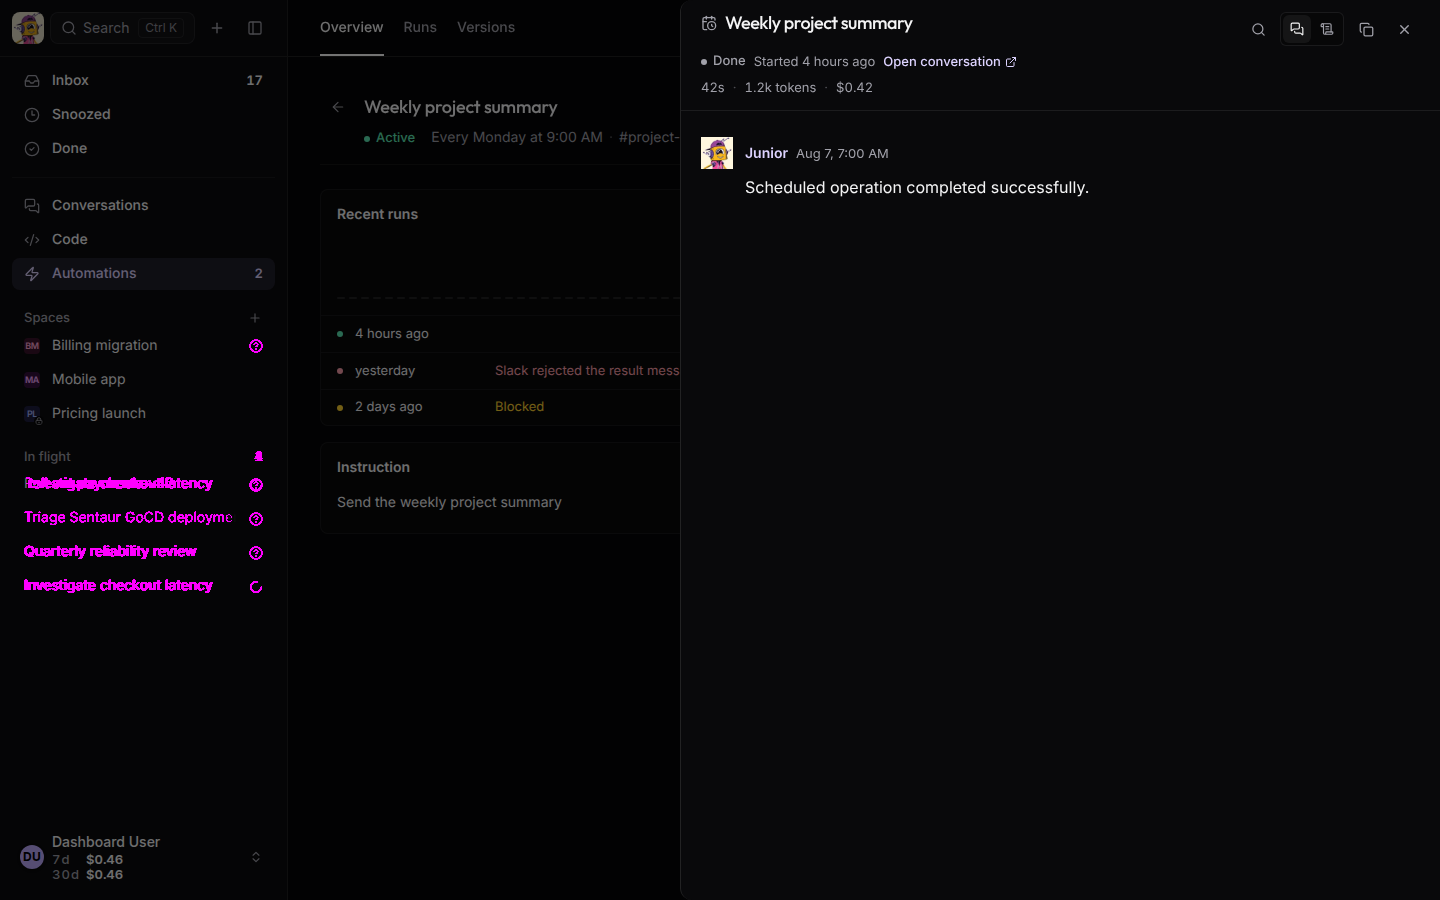 Search Ctrl K
Inbox 17
Snoozed
Done
Conversations
Code
Automations 2
Spaces
BM Billing migration
MA Mobile app
PL Pricing launch
In flight
Triage Sentaur GoCD deployme
Quarterly reliability review
Investigate checkout latency
DU Dashboard User
7d $0.46
30d $0.46
Overview Runs Versions
Weekly project summary
Active Every Monday at 9:00 AM · #project-
Recent runs
4 hours ago
yesterday Slack rejected the result mess
2 days ago Blocked
Instruction
Send the weekly project summary
Weekly project summary
Done Started 4 hours ago Open conversation
42s · 1.2k tokens · $0.42
Junior Aug 7, 7:00 AM
Scheduled operation completed successfully.